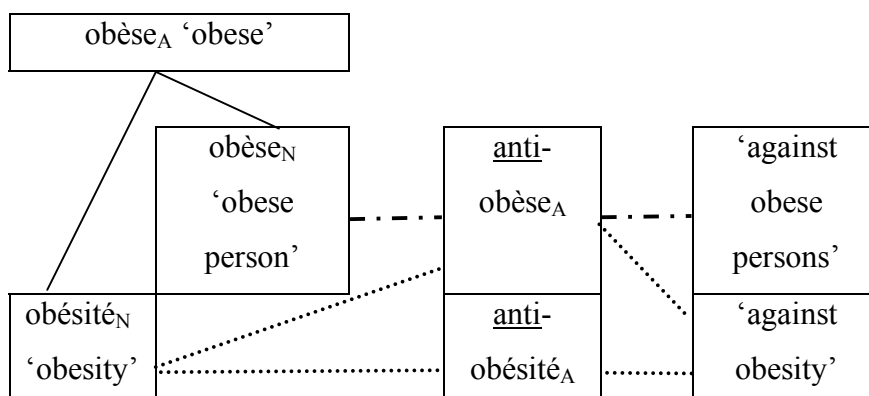 obèseA ‘obese’
obèseN
‘obese
person’
anti-
obèseA
‘against
obese
persons’
obésitéN
‘obesity’
anti-
obésitéA
‘against
obesity’